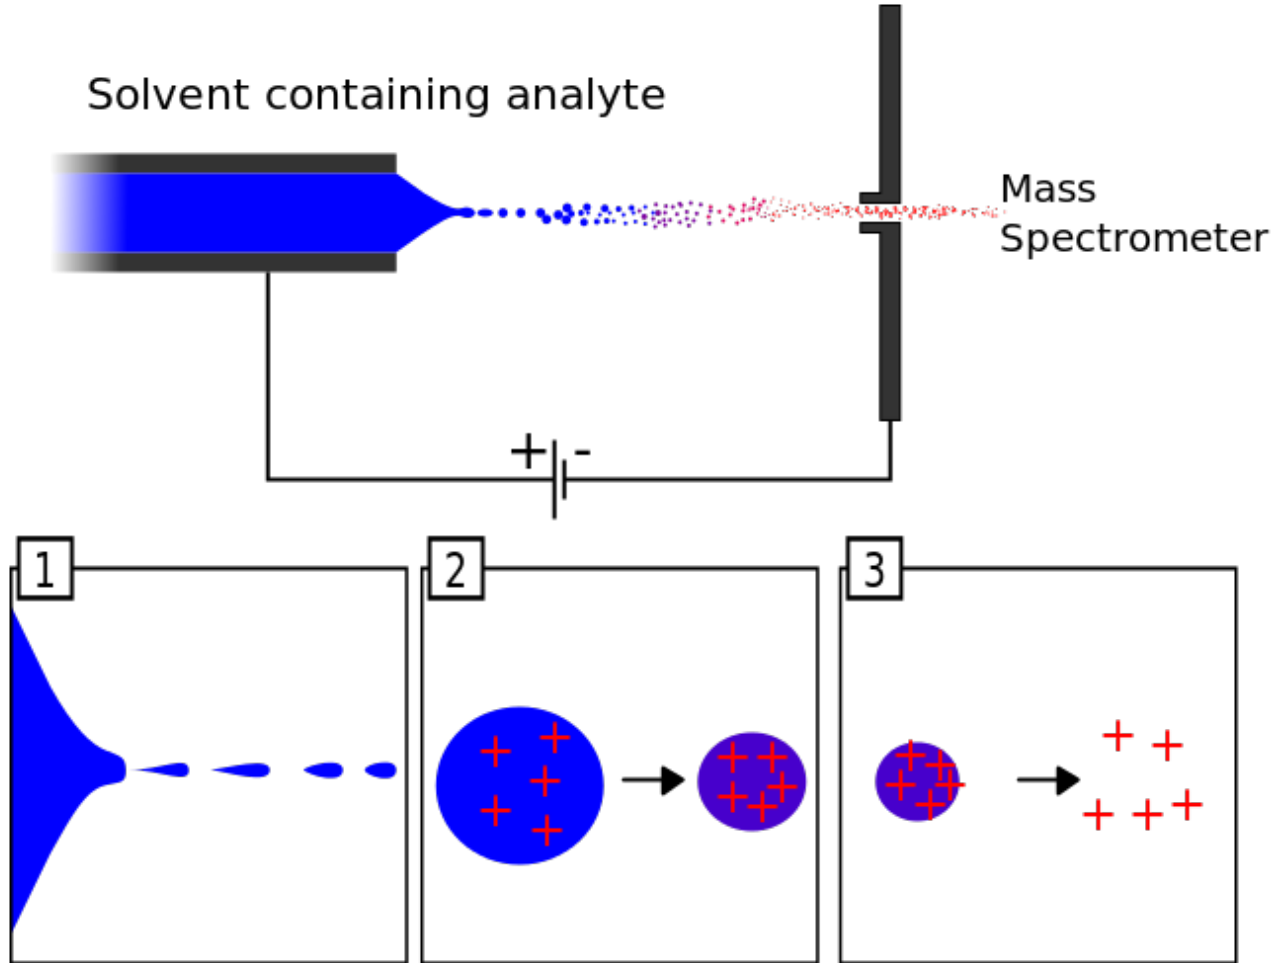 Solvent containing analyte
Mass
Spectrometer
+ -
1
2
3
+ + + + +
+ + + + +
+ + + + +
+ + + + +